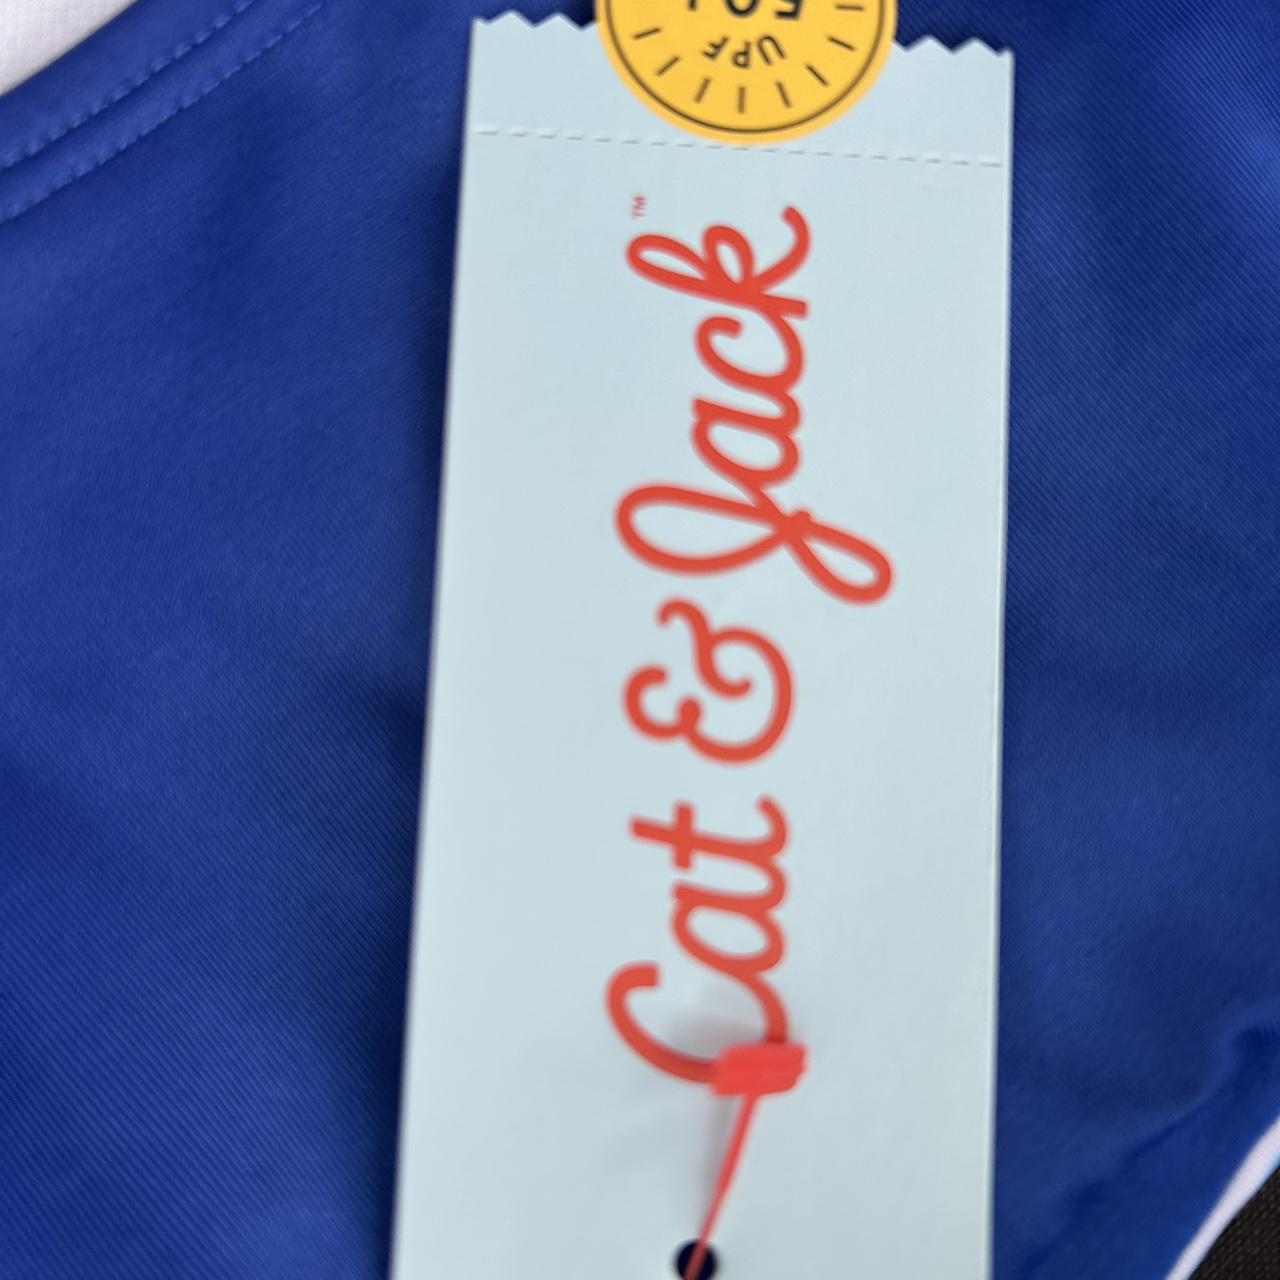 Cat & Jack™
UPF
50+